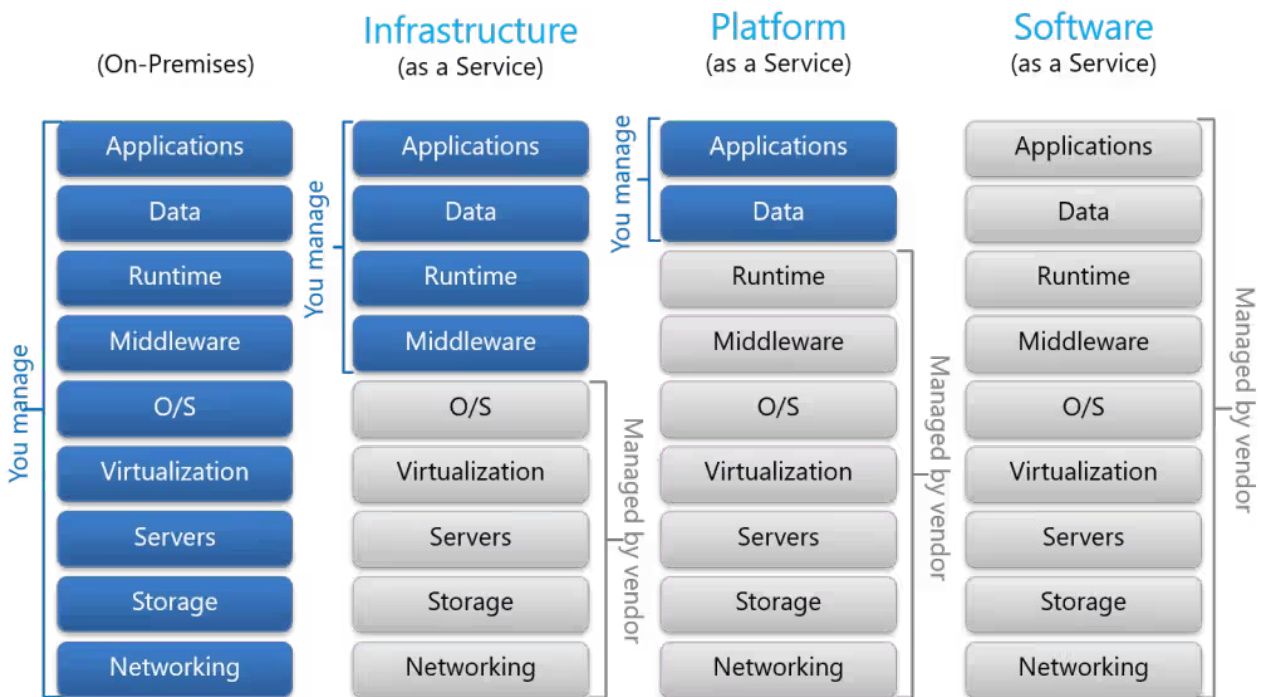 (On-Premises)
You manage
Applications
Data
Runtime
Middleware
O/S
Virtualization
Servers
Storage
Networking
Infrastructure
(as a Service)
You manage
Applications
Data
Runtime
Middleware
O/S
Virtualization
Servers
Storage
Networking
Managed by vendor
Platform
(as a Service)
You manage
Applications
Data
Runtime
Middleware
O/S
Virtualization
Servers
Storage
Networking
Managed by vendor
Software
(as a Service)
Applications
Data
Runtime
Middleware
O/S
Virtualization
Servers
Storage
Networking
Managed by vendor